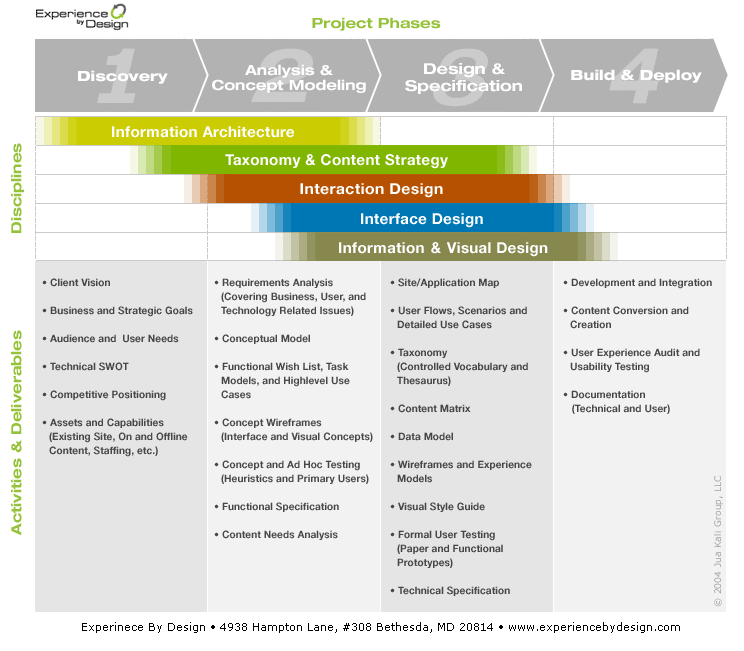 Experience
by Design
Project Phases
1
Discovery
2
Analysis &
Concept Modeling
3
Design &
Specification
4
Build & Deploy
Disciplines
Information Architecture
Taxonomy & Content Strategy
Interaction Design
Interface Design
Information & Visual Design
Activities & Deliverables
• Client Vision
• Business and Strategic Goals
• Audience and User Needs
• Technical SWOT
• Competitive Positioning
• Assets and Capabilities
(Existing Site, On and Offline
Content, Staffing, etc.)
• Requirements Analysis
(Covering Business, User, and
Technology Related Issues)
• Conceptual Model
• Functional Wish List, Task
Models, and Highlevel Use
Cases
• Concept Wireframes
(Interface and Visual Concepts)
• Concept and Ad Hoc Testing
(Heuristics and Primary Users)
• Functional Specification
• Content Needs Analysis
• Site/Application Map
• User Flows, Scenarios and
Detailed Use Cases
• Taxonomy
(Controlled Vocabulary and
Thesaurus)
• Content Matrix
• Data Model
• Wireframes and Experience
Models
• Visual Style Guide
• Formal User Testing
(Paper and Functional
Prototypes)
• Technical Specification
• Development and Integration
• Content Conversion and
Creation
• User Experience Audit and
Usability Testing
• Documentation
(Technical and User)
© 2004 Jua Kali Group, LLC
Experinece By Design • 4938 Hampton Lane, #308 Bethesda, MD 20814 • www.experiencebydesign.com